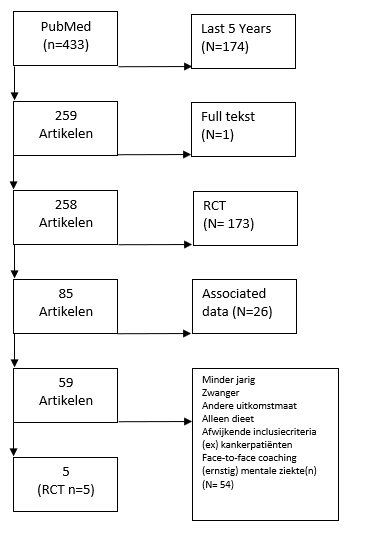 PubMed
(n=433)
Last 5 Years
(N=174)
259
Artikelen
Full tekst
(N=1)
258
Artikelen
RCT
(N= 173)
85
Artikelen
Associated
data (N=26)
59
Artikelen
Minder jarig
Zwanger
Andere uitkomstmaat
Alleen dieet
Afwijkende inclusiecriteria
(ex) kankerpatiënten
Face-to-face coaching
(ernstig) mentale ziekte(n)
(N= 54)
5
(RCT n=5)